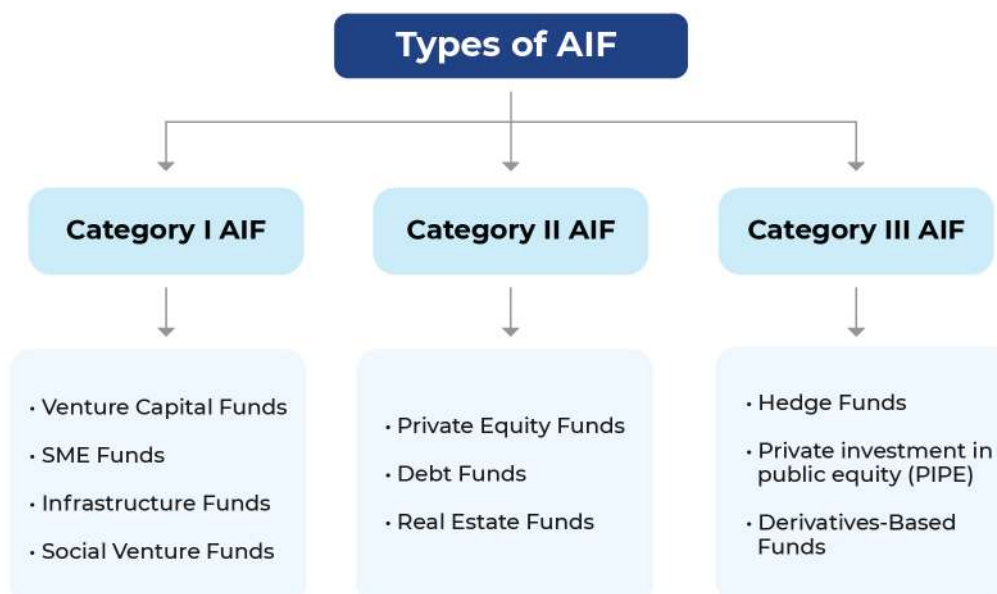 Types of AIF
Category I AIF
Category II AIF
Category III AIF
· Venture Capital Funds
· SME Funds
· Infrastructure Funds
· Social Venture Funds
· Private Equity Funds
· Debt Funds
· Real Estate Funds
· Hedge Funds
· Private investment in
public equity (PIPE)
· Derivatives-Based
Funds